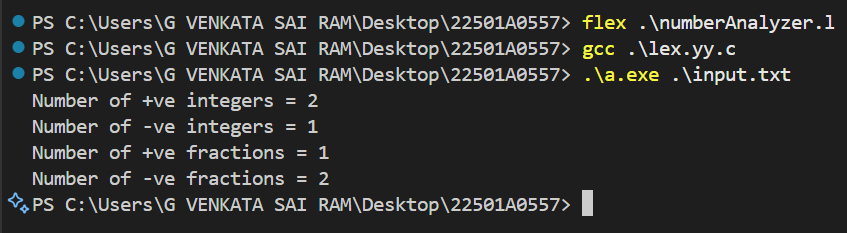 PS C:\Users\G VENKATA SAI RAM\Desktop\22501A0557> flex .\numberAnalyzer.l
PS C:\Users\G VENKATA SAI RAM\Desktop\22501A0557> gcc .\lex.yy.c
PS C:\Users\G VENKATA SAI RAM\Desktop\22501A0557> .\a.exe .\input.txt
Number of +ve integers = 2
Number of -ve integers = 1
Number of +ve fractions = 1
Number of -ve fractions = 2
PS C:\Users\G VENKATA SAI RAM\Desktop\22501A0557>